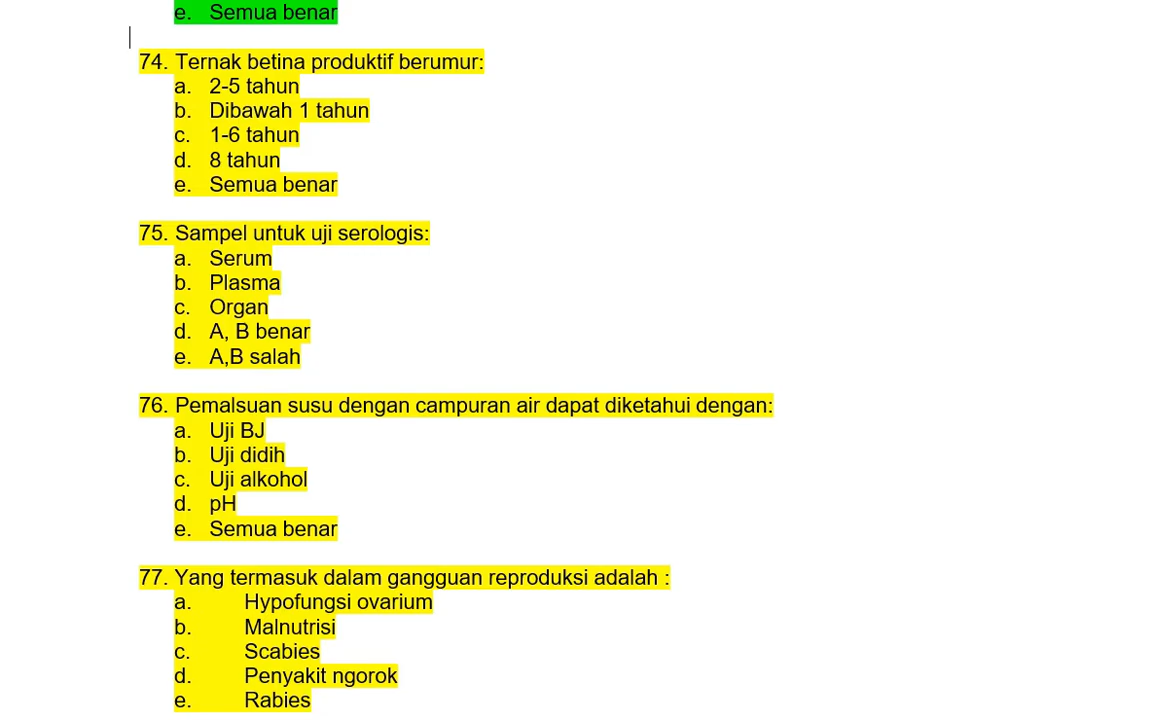 e. Semua benar
74. Ternak betina produktif berumur:
a. 2-5 tahun
b. Dibawah 1 tahun
c. 1-6 tahun
d. 8 tahun
e. Semua benar
75. Sampel untuk uji serologis:
a. Serum
b. Plasma
c. Organ
d. A, B benar
e. A,B salah
76. Pemalsuan susu dengan campuran air dapat diketahui dengan:
a. Uji BJ
b. Uji didih
c. Uji alkohol
d. pH
e. Semua benar
77. Yang termasuk dalam gangguan reproduksi adalah :
a. Hypofungsi ovarium
b. Malnutrisi
c. Scabies
d. Penyakit ngorok
e. Rabies